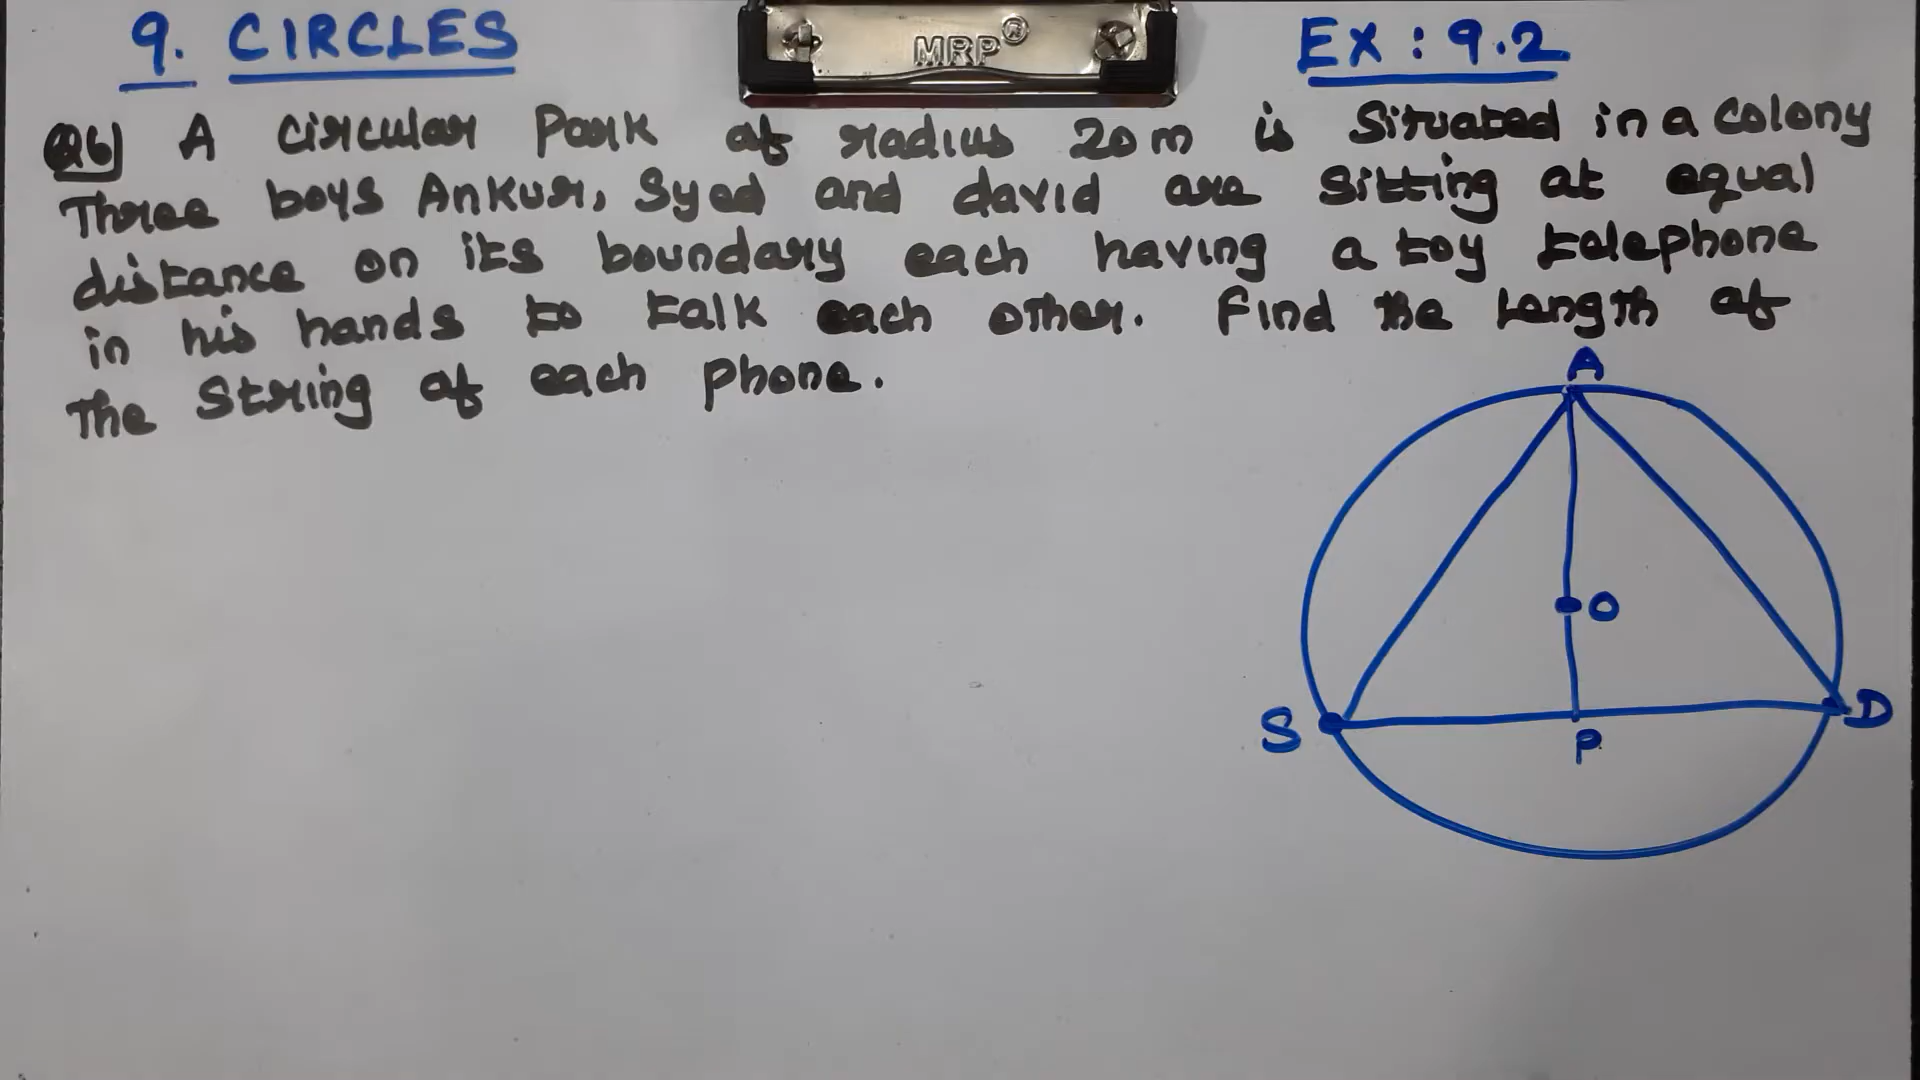 9. CIRCLES
MRP®
EX : 9.2
Q6) A circular Park of radius 20 m is Situated in a colony
Three boys Ankur, Syed and david are sitting at equal
distance on its boundary each having a toy telephone
in his hands to talk each other. Find the Length of
The String of each phone.
A
O
S
D
P